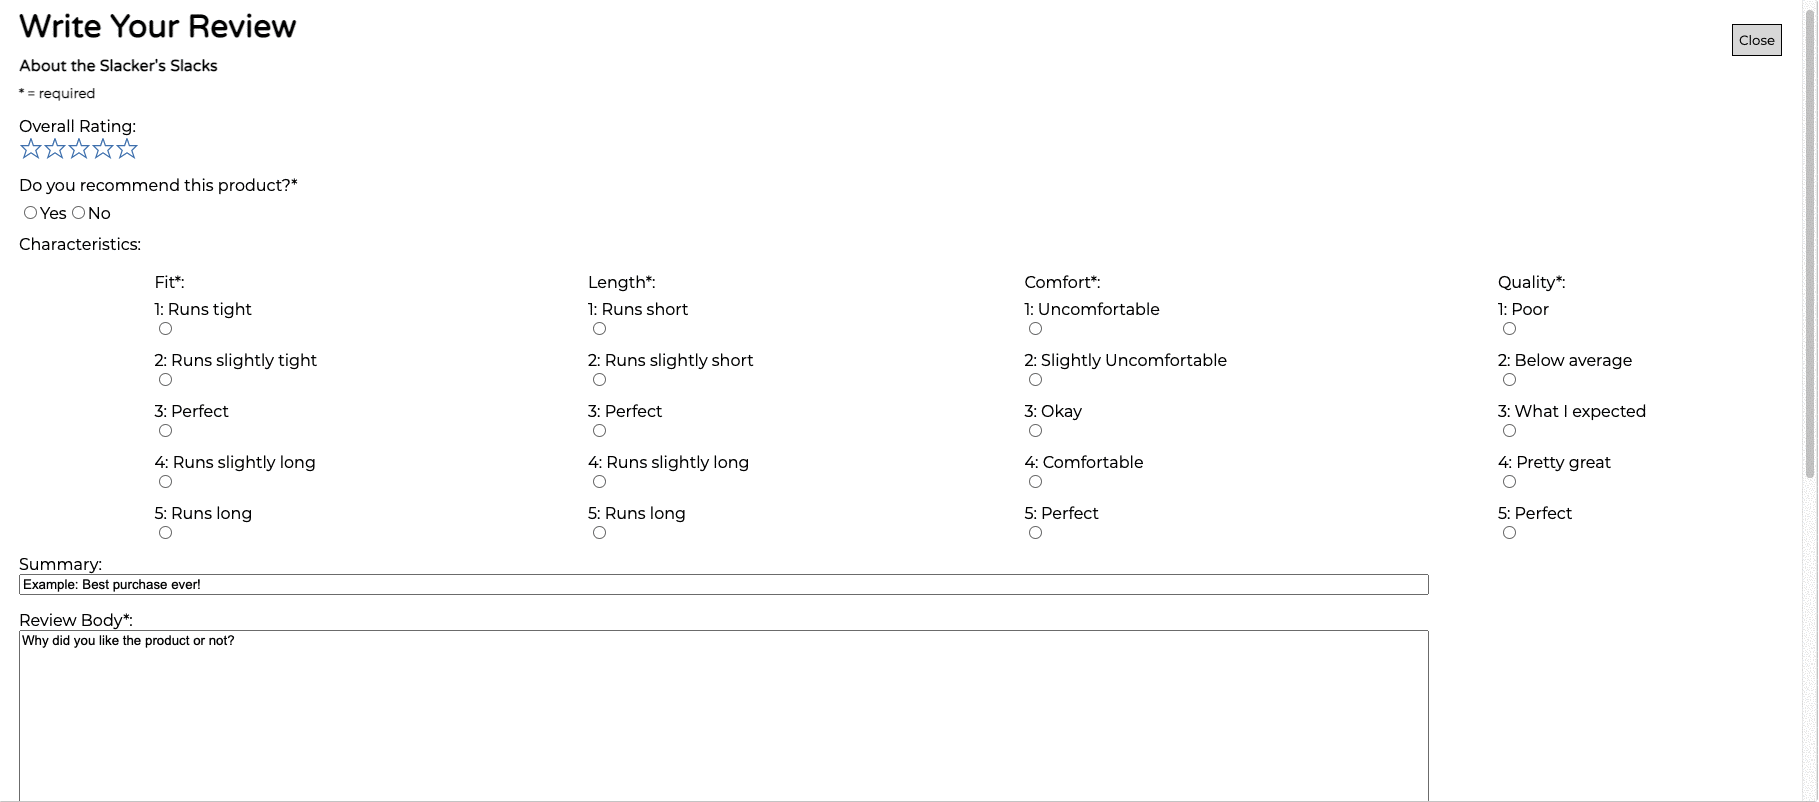 Write Your Review
Close
About the Slacker's Slacks
* = required
Overall Rating:
Do you recommend this product?*
Yes No
Characteristics:
Fit*: Length*: Comfort*: Quality*:
1: Runs tight 1: Runs short 1: Uncomfortable 1: Poor
2: Runs slightly tight 2: Runs slightly short 2: Slightly Uncomfortable 2: Below average
3: Perfect 3: Perfect 3: Okay 3: What I expected
4: Runs slightly long 4: Runs slightly long 4: Comfortable 4: Pretty great
5: Runs long 5: Runs long 5: Perfect 5: Perfect
Summary:
Example: Best purchase ever!
Review Body*:
Why did you like the product or not?